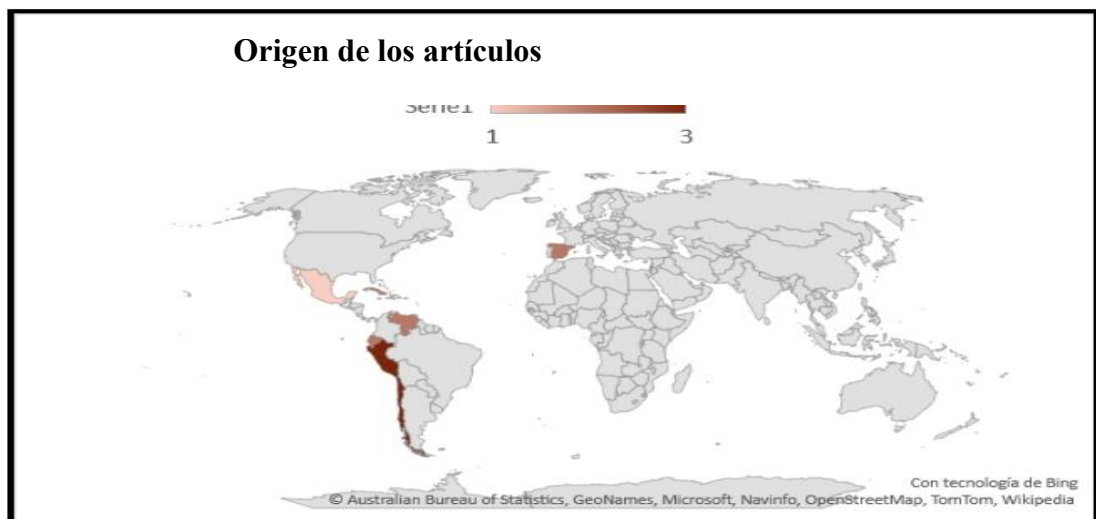 Origen de los artículos
Serie1
1 3
Con tecnología de Bing
© Australian Bureau of Statistics, GeoNames, Microsoft, Navinfo, OpenStreetMap, TomTom, Wikipedia